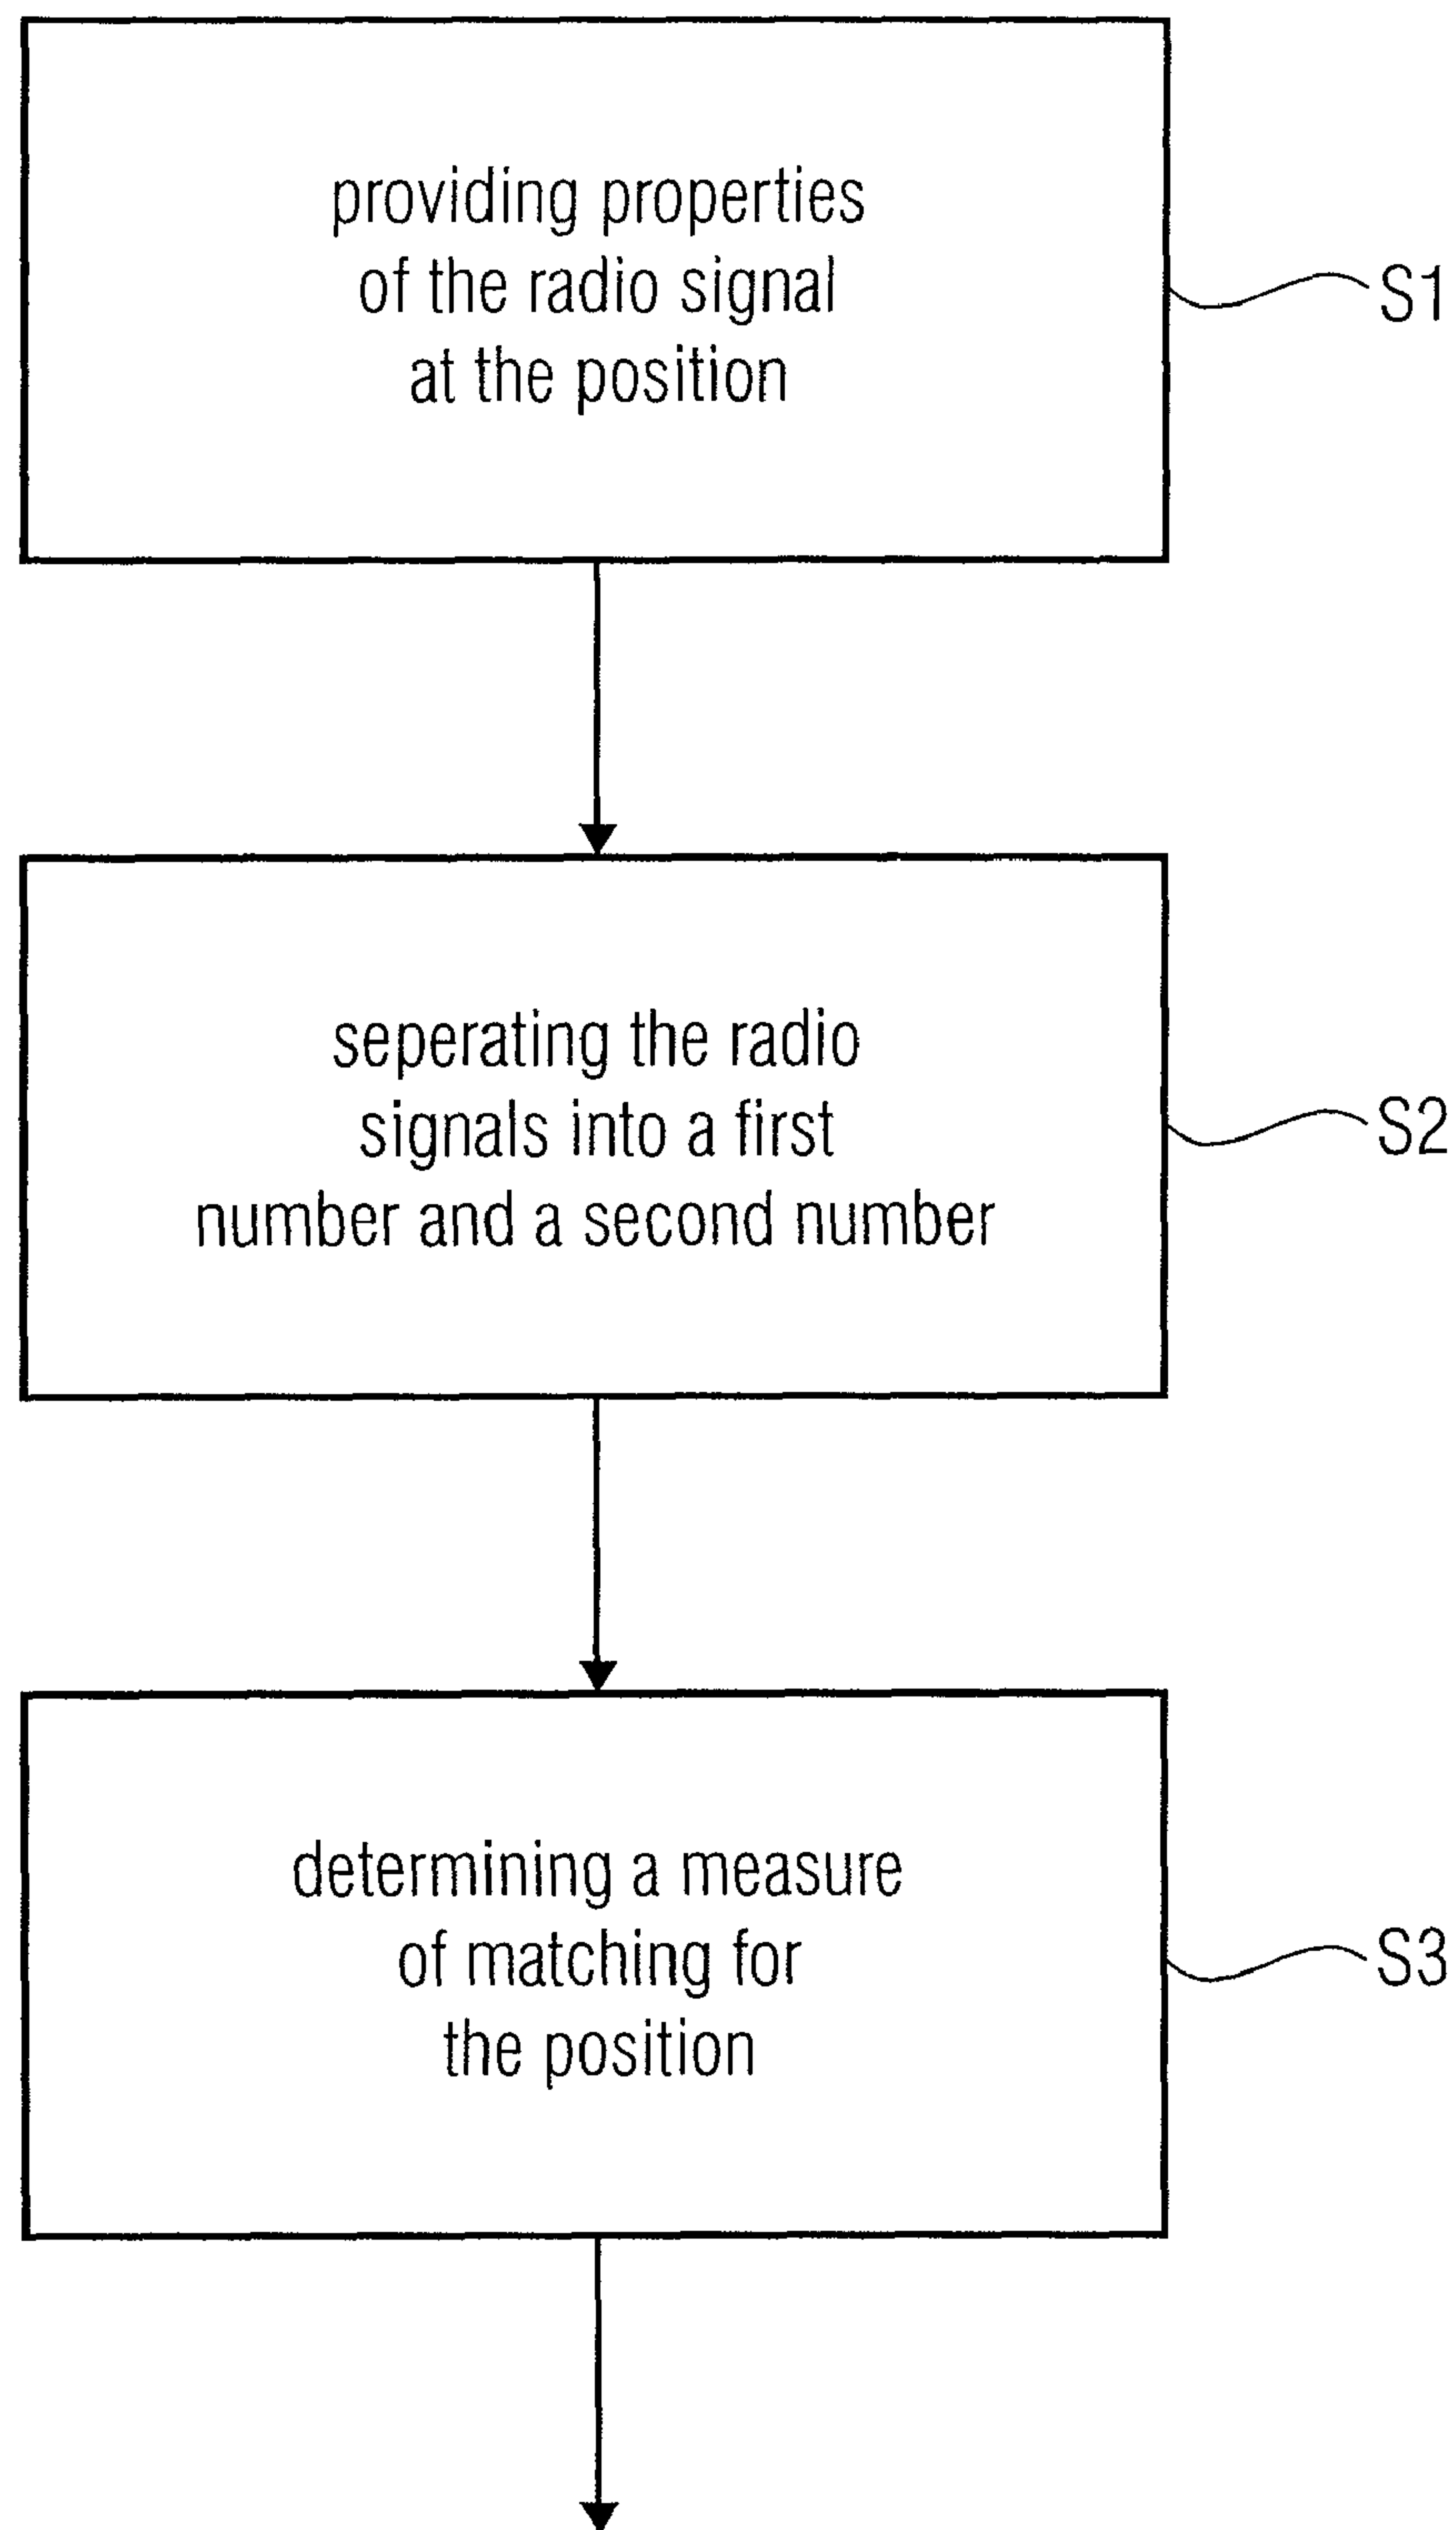 providing properties
of the radio signal
at the position
S1
seperating the radio
signals into a first
number and a second number
S2
determining a measure
of matching for
the position
S3